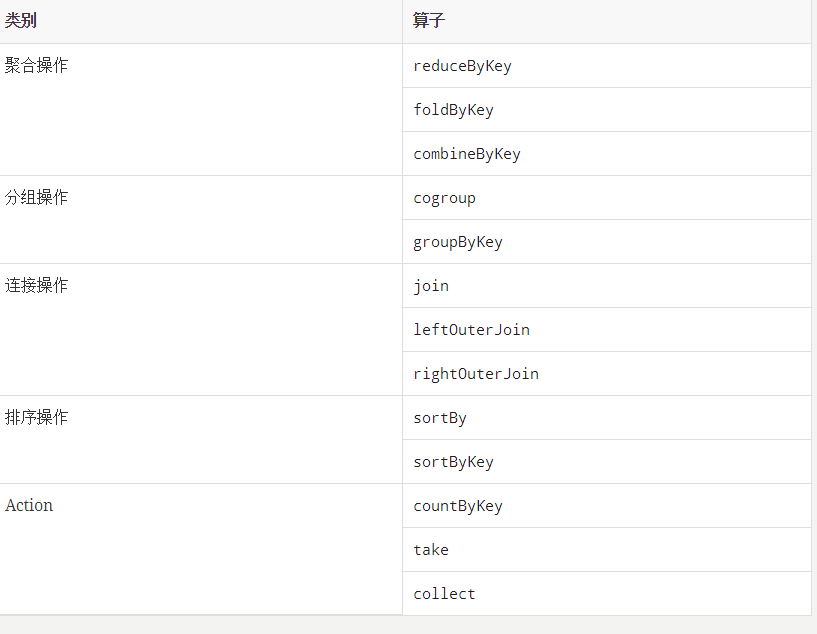 类别 算子
聚合操作 reduceByKey
foldByKey
combineByKey
分组操作 cogroup
groupByKey
连接操作 join
leftOuterJoin
rightOuterJoin
排序操作 sortBy
sortByKey
Action countByKey
take
collect